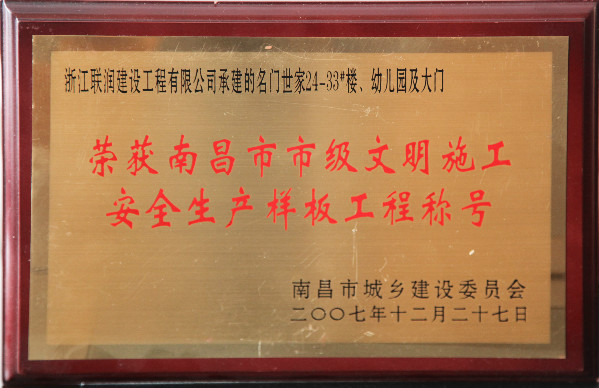 浙江联润建设工程有限公司承建的名门世家24-33#楼、幼儿园及大门
荣获南昌市市级文明施工
安全生产样板工程称号
南昌市城乡建设委员会
二〇〇七年十二月二十七日